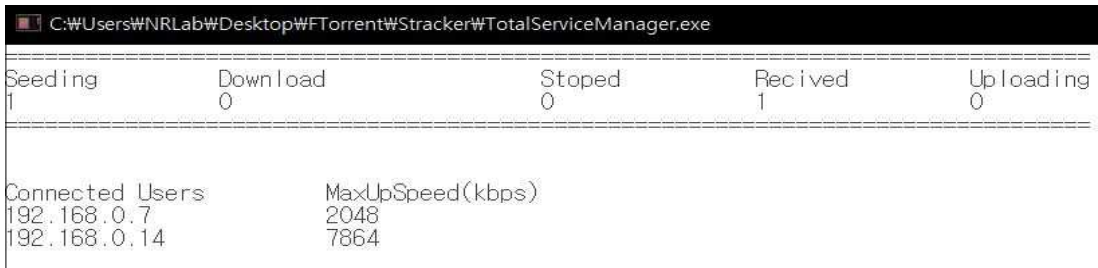 C:₩Users₩NRLab₩Desktop₩FTorrent₩Stracker₩TotalServiceManager.exe
Seeding Download Stoped Recived Uploading
1 0 0 1 0
Connected Users MaxUpSpeed(kbps)
192.168.0.7 2048
192.168.0.14 7864